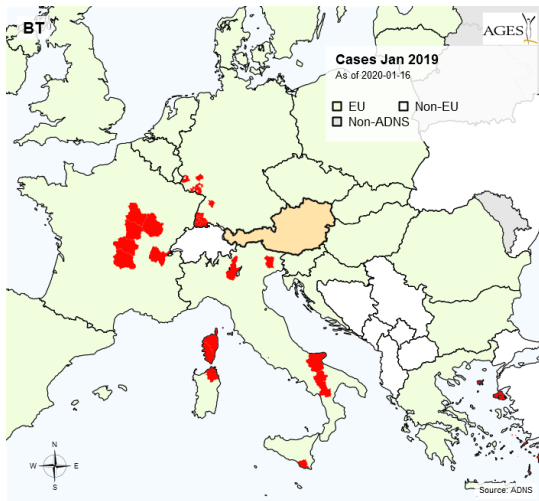 BT
AGES
Cases Jan 2019
As of 2020-01-16
EU Non-EU
Non-ADNS
N
W E
S
Source: ADNS